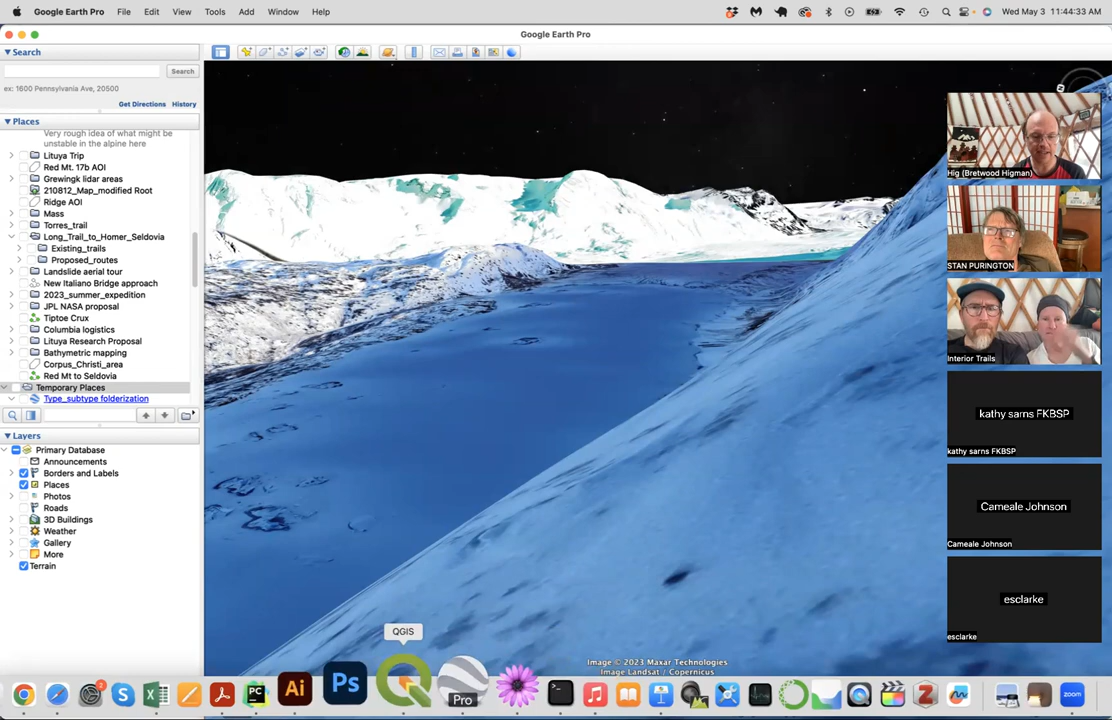 Google Earth Pro File Edit View Tools Add Window Help
Wed May 3 11:44:33 AM
Google Earth Pro
Search
Search
ex: 1600 Pennsylvania Ave, 20500
Get Directions History
Places
Very rough idea of what might be
unstable in the alpine here
Lituya Trip
Red Mt. 17b AOI
Grewingk lidar areas
210812_Map_modified Root
Ridge AOI
Mass
Torres_trail
Long_Trail_to_Homer_Seldovia
Existing_trails
Proposed_routes
Landslide aerial tour
New Italiano Bridge approach
2023_summer_expedition
JPL NASA proposal
Tiptoe Crux
Columbia logistics
Lituya Research Proposal
Bathymetric mapping
Corpus_Christi_area
Red Mt to Seldovia
Temporary Places
Type_subtype folderization
Layers
Primary Database
Announcements
Borders and Labels
Places
Photos
Roads
3D Buildings
Weather
Gallery
More
Terrain
Hig (Bretwood Higman)
STAN PURINGTON
Interior Trails
kathy sarns FKBSP
kathy sarns FKBSP
Cameale Johnson
Cameale Johnson
esclarke
esclarke
QGIS
Image © 2023 Maxar Technologies
Image Landsat / Copernicus
2
PC
Ai
Ps
Pro
Z
zoom